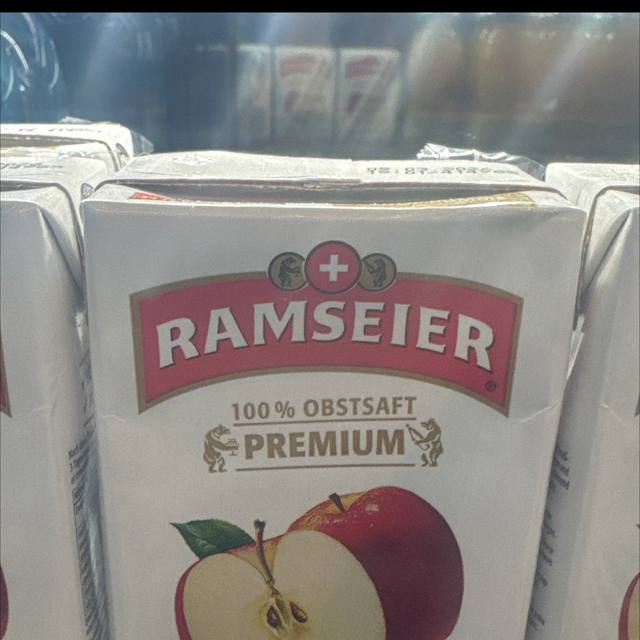 RAMSEIER
®
100% OBSTSAFT
PREMIUM